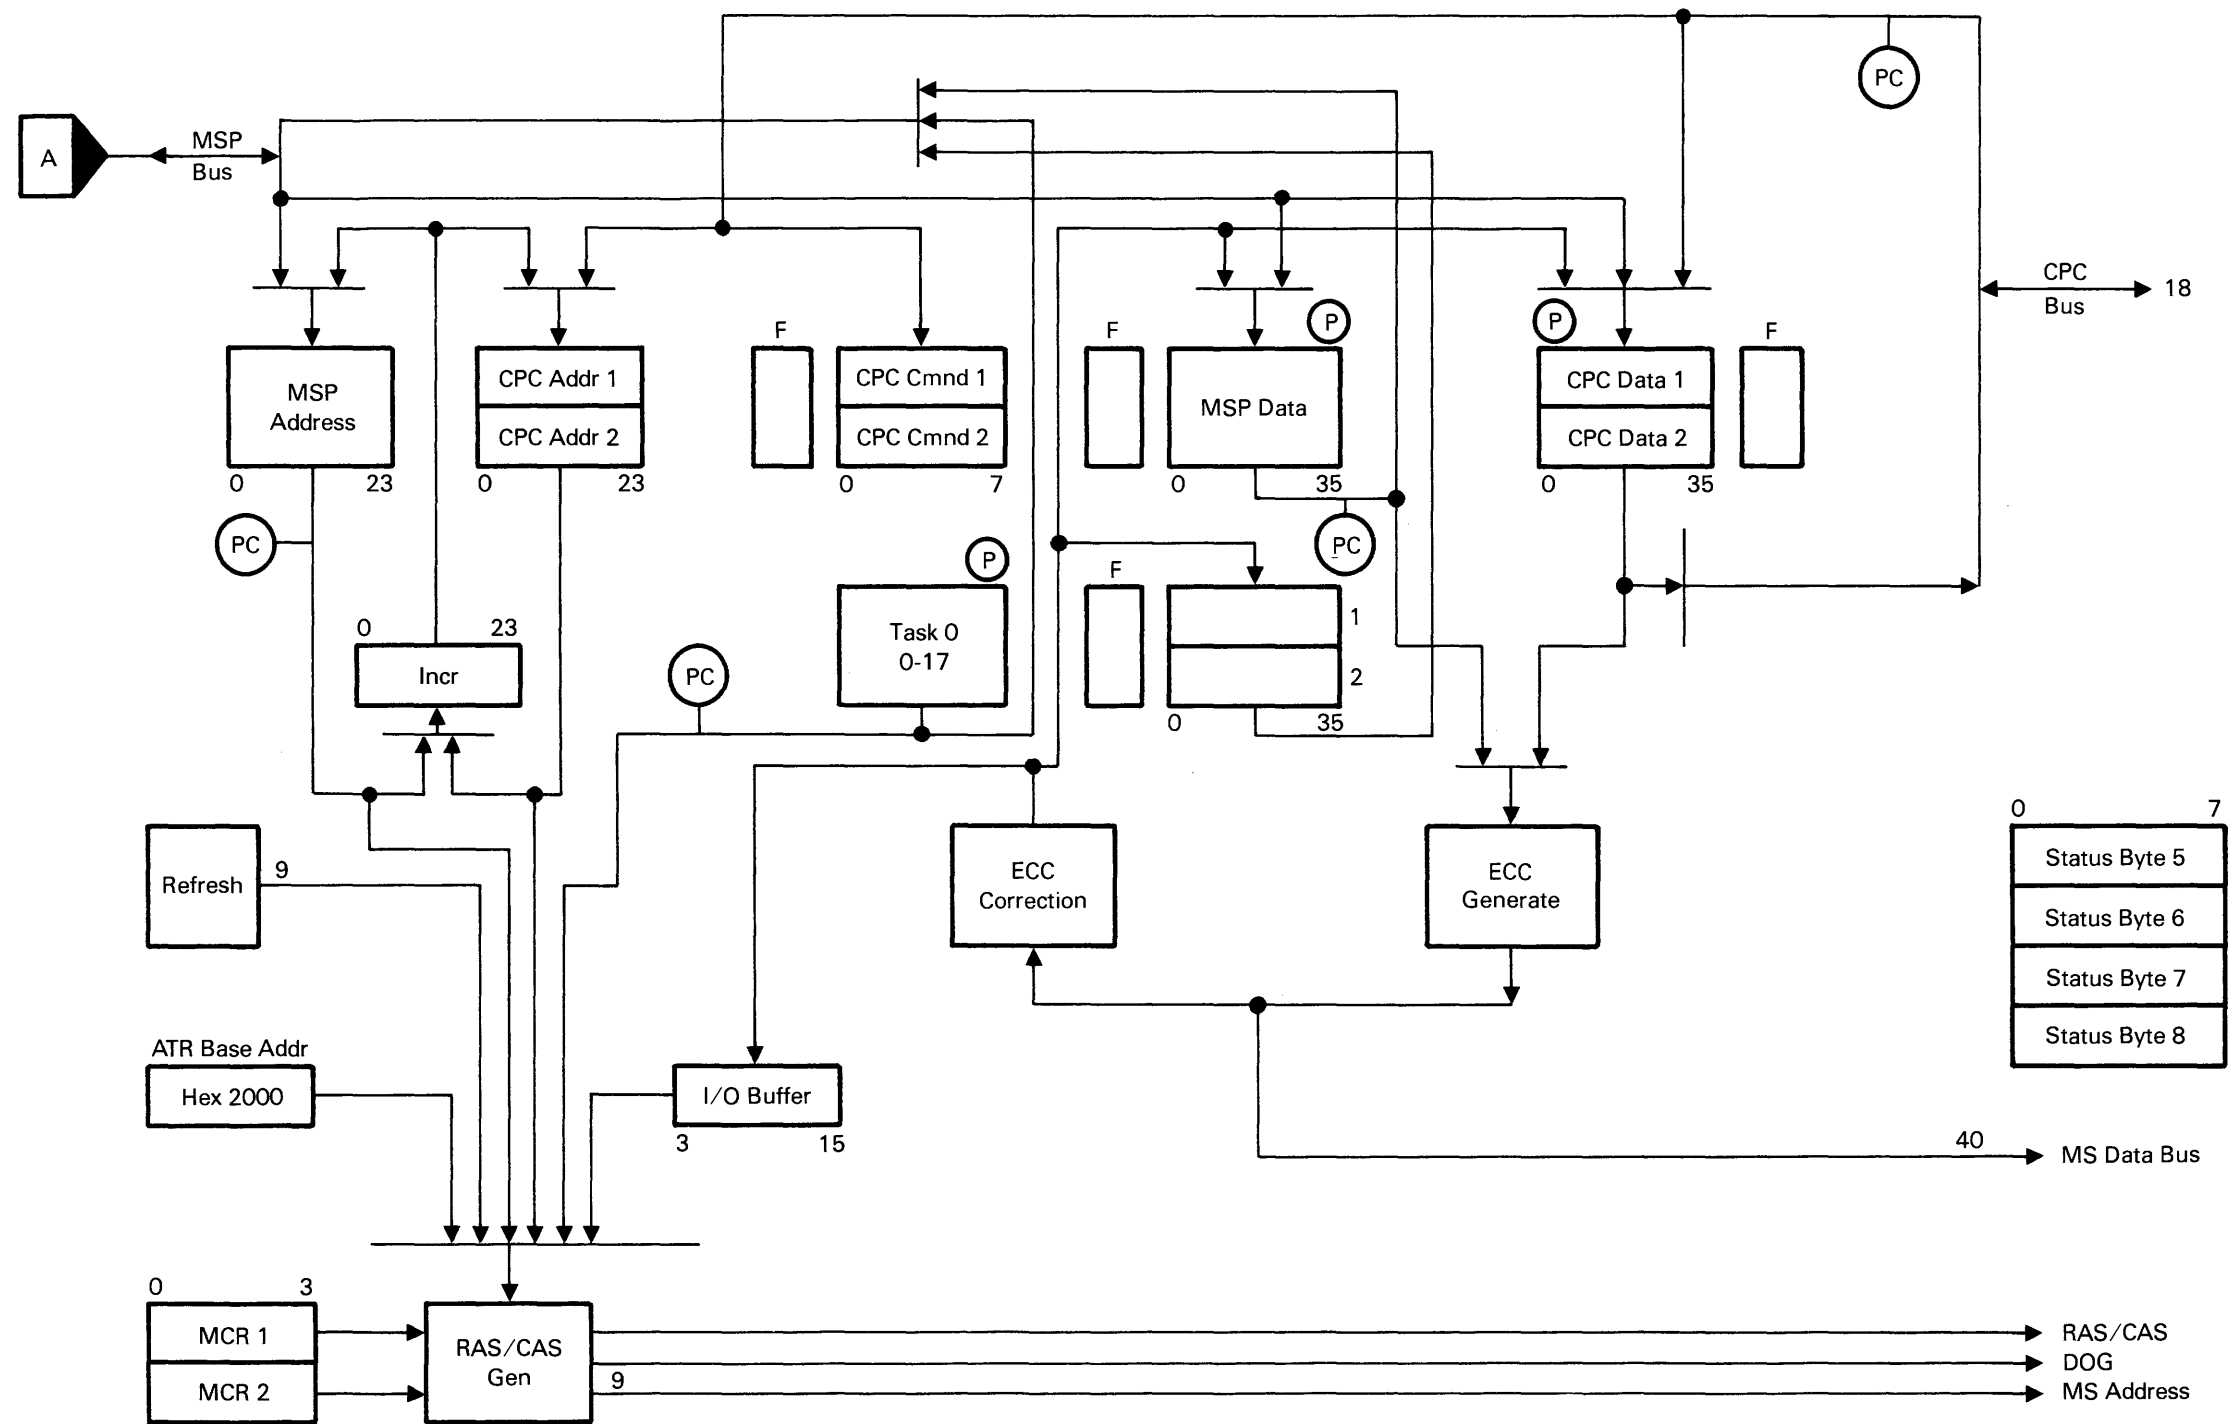 PC
A
MSP
Bus
CPC
Bus
18
P
P
F
F
F
MSP
Address
0
23
CPC Addr 1
CPC Addr 2
0
23
CPC Cmnd 1
CPC Cmnd 2
0
7
MSP Data
0
35
CPC Data 1
CPC Data 2
0
35
PC
PC
P
F
0
23
Incr
Task 0
0-17
PC
1
2
0
35
Refresh
9
ECC
Correction
ECC
Generate
0
7
Status Byte 5
Status Byte 6
Status Byte 7
Status Byte 8
ATR Base Addr
Hex 2000
I/O Buffer
3
15
40
MS Data Bus
0
3
MCR 1
MCR 2
RAS/CAS
Gen
9
RAS/CAS
DOG
MS Address